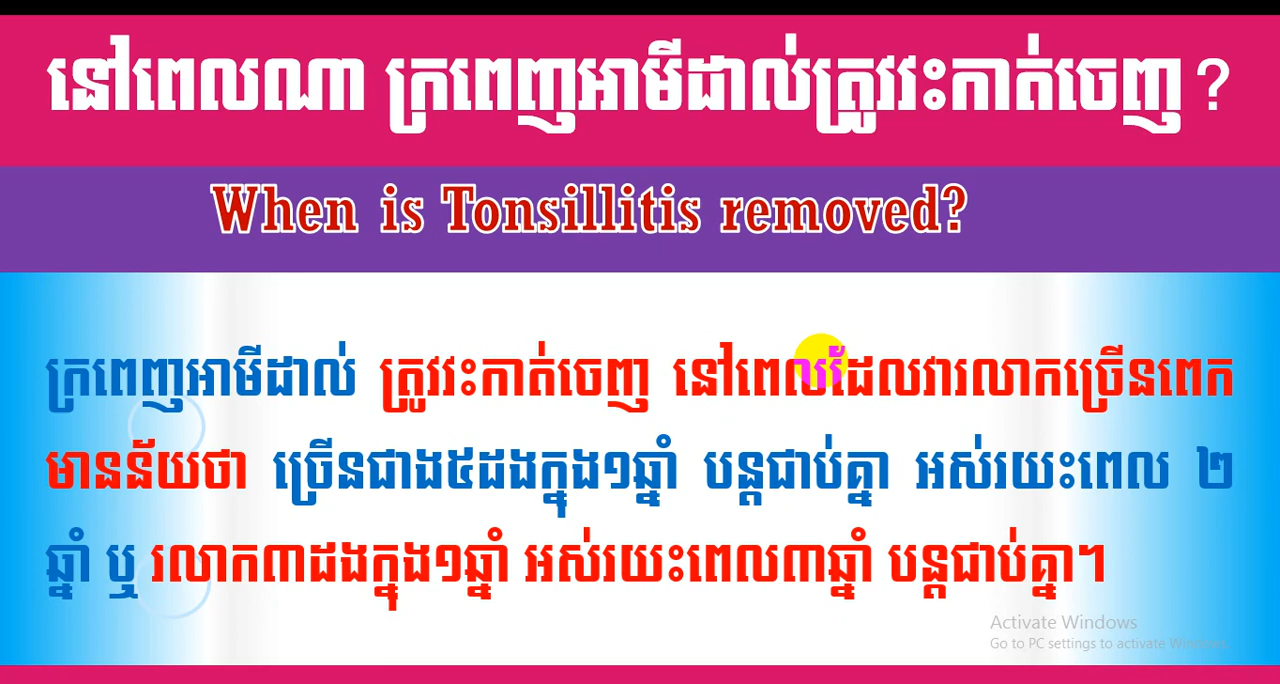 នៅពេលណា ក្រពេញអាមីដាល់ត្រូវវះកាត់ចេញ ?
When is Tonsillitis removed?
ក្រពេញអាមីដាល់ ត្រូវវះកាត់ចេញ នៅពេលដែលវារលាកច្រើនពេក
មានន័យថា ច្រើនជាង៥ដងក្នុង១ឆ្នាំ បន្តជាប់គ្នា អស់រយះពេល ២
ឆ្នាំ ឬ រលាក៣ដងក្នុង១ឆ្នាំ អស់រយះពេល៣ឆ្នាំ បន្តជាប់គ្នា។
Activate Windows
Go to PC settings to activate Windows.